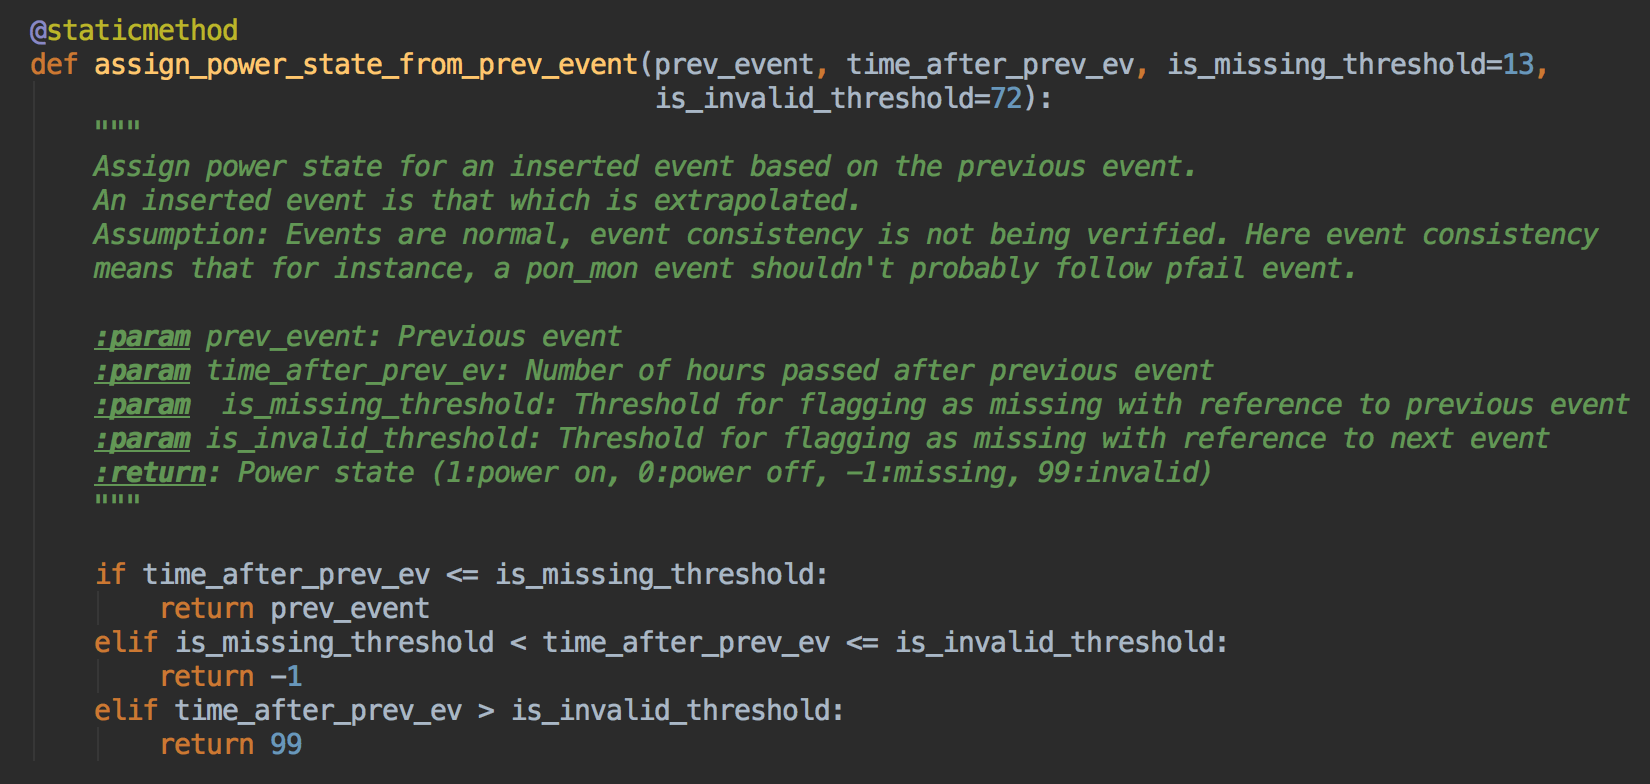 @staticmethod
def assign_power_state_from_prev_event(prev_event, time_after_prev_ev, is_missing_threshold=13,
                                       is_invalid_threshold=72):
    """
    Assign power state for an inserted event based on the previous event.
    An inserted event is that which is extrapolated.
    Assumption: Events are normal, event consistency is not being verified. Here event consistency
    means that for instance, a pon_mon event shouldn't probably follow pfail event.

    :param prev_event: Previous event
    :param time_after_prev_ev: Number of hours passed after previous event
    :param  is_missing_threshold: Threshold for flagging as missing with reference to previous event
    :param is_invalid_threshold: Threshold for flagging as missing with reference to next event
    :return: Power state (1:power on, 0:power off, -1:missing, 99:invalid)
    """

    if time_after_prev_ev <= is_missing_threshold:
        return prev_event
    elif is_missing_threshold < time_after_prev_ev <= is_invalid_threshold:
        return -1
    elif time_after_prev_ev > is_invalid_threshold:
        return 99